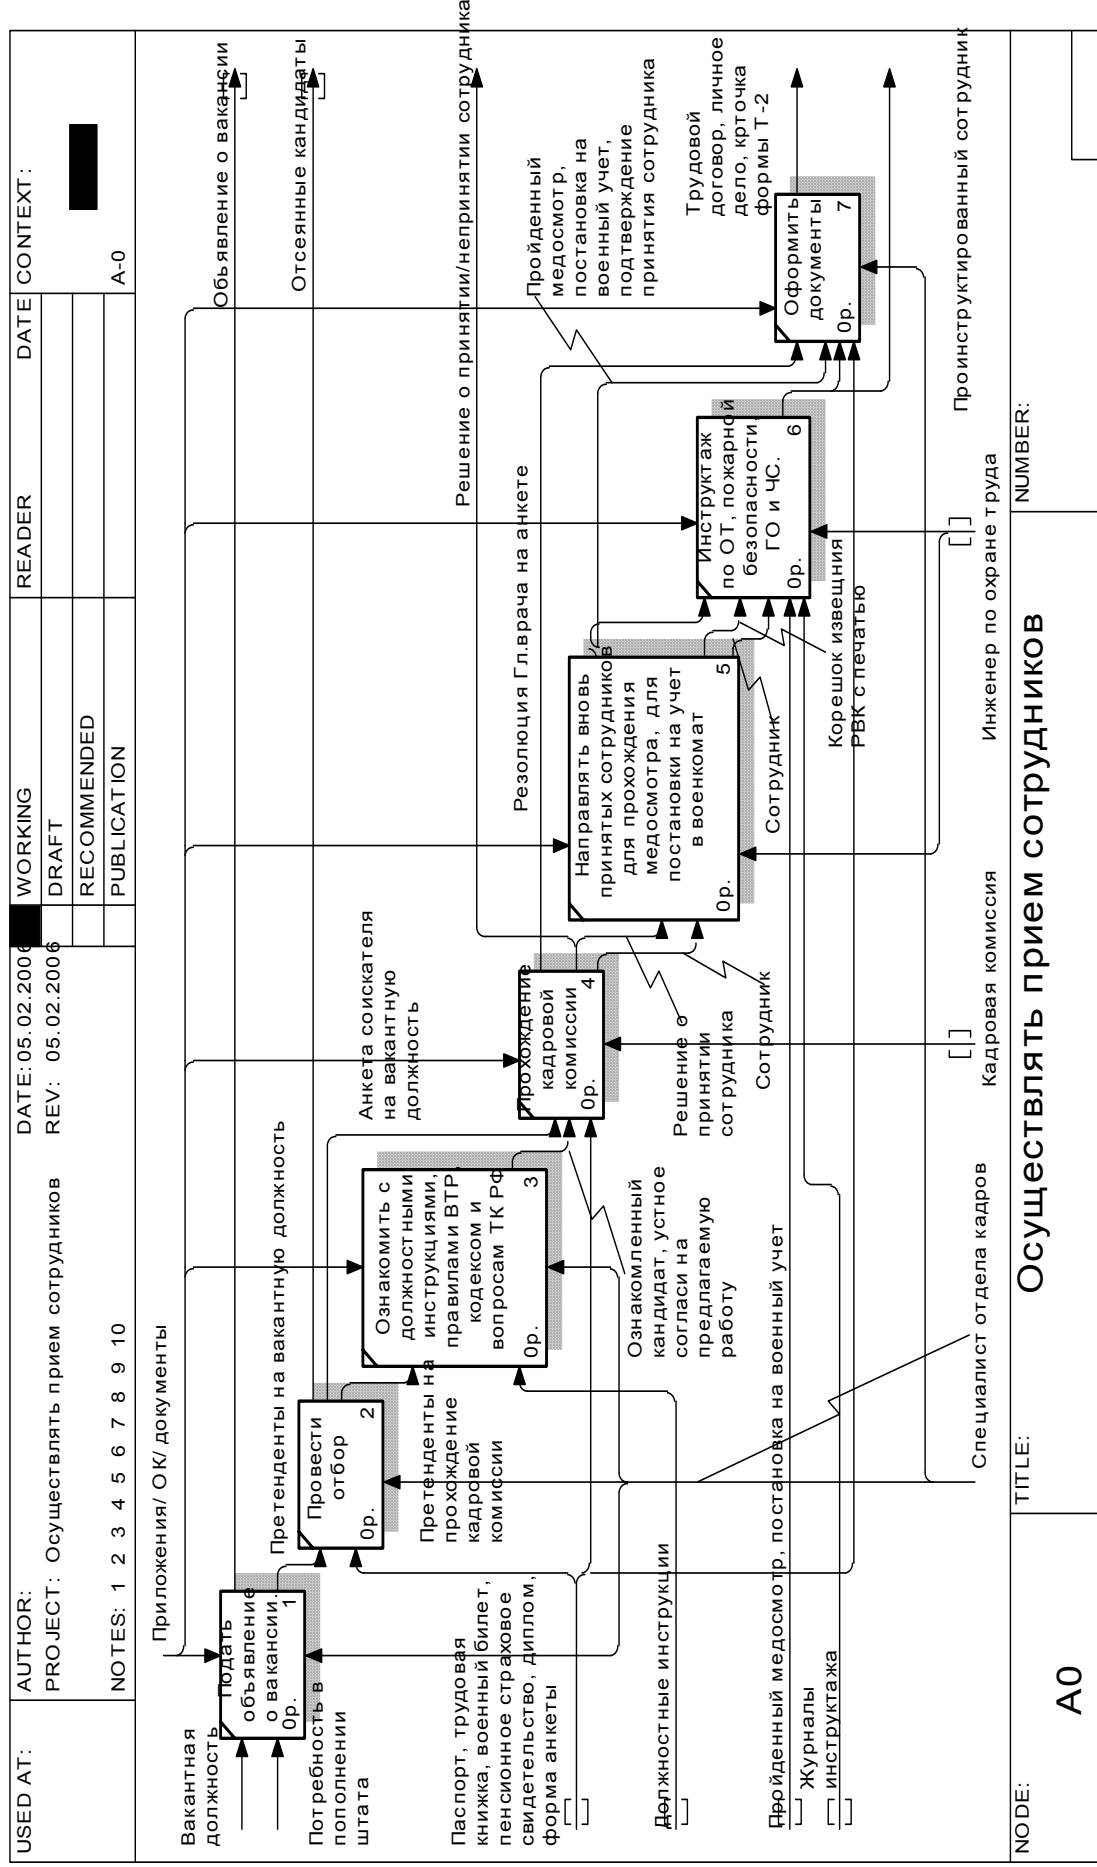 USED AT:
AUTHOR:
PROJECT: Осуществлять прием сотрудников
NOTES: 1 2 3 4 5 6 7 8 9 10
DATE:05.02.2006
REV: 05.02.2006
WORKING
DRAFT
RECOMMENDED
PUBLICATION
READER
DATE
CONTEXT:
A-0
Приложения/ ОК/ документы
Вакантная
должность
Потребность в
пополнении
штата
Подать
объявление
о вакансии.
0р.
1
Обьявление о вакансии
Претенденты на вакантную должность
Отсеянные кандидаты
Провести
отбор
0р.
2
Претенденты на
прохождение
кадровой
комиссии
Анкета соискателя
на вакантную
должность
Ознакомить с
должностными
инструкциями,
правилами ВТР,
кодексом и
вопросам ТК РФ
0р.
3
Ознакомленный
кандидат, устное
согласи на
предлагаемую
работу
Прохождение
кадровой
комиссии
0р.
4
Решение о принятии/непринятии сотрудника
Резолюция Гл.врача на анкете
Решение о
принятии
сотрудника
Сотрудник
Направлять вновь
принятых сотрудников
для прохождения
медосмотра, для
постановки на учет
в военкомат
0р.
5
Пройденный
медосмотр,
постановка на
военный учет,
подтверждение
принятия сотрудника
Сотрудник
Корешок извещния
РВК с печатью
Инструктаж
по ОТ, пожарной
безопасности,
ГО и ЧС.
0р.
6
Трудовой
договор, личное
дело, крточка
формы Т-2
Оформить
документы
0р.
7
Проинструктированный сотрудник
Паспорт, трудовая
книжка, военный билет,
пенсионное страховое
свидетельство, диплом,
форма анкеты
Должностные инструкции
Пройденный медосмотр, постановка на военный учет
Журналы
инструктажа
Специалист отдела кадров
Кадровая комиссия
Инженер по охране труда
NODE:
A0
TITLE:
Осуществлять прием сотрудников
NUMBER: